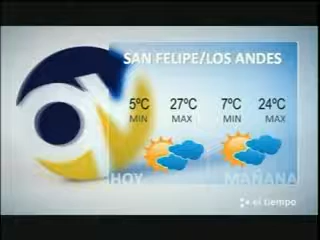 SAN FELIPE/LOS ANDES
5ºC 27ºC 7ºC 24ºC
MIN MAX MIN MAX
HOY MAÑANA
el tiempo